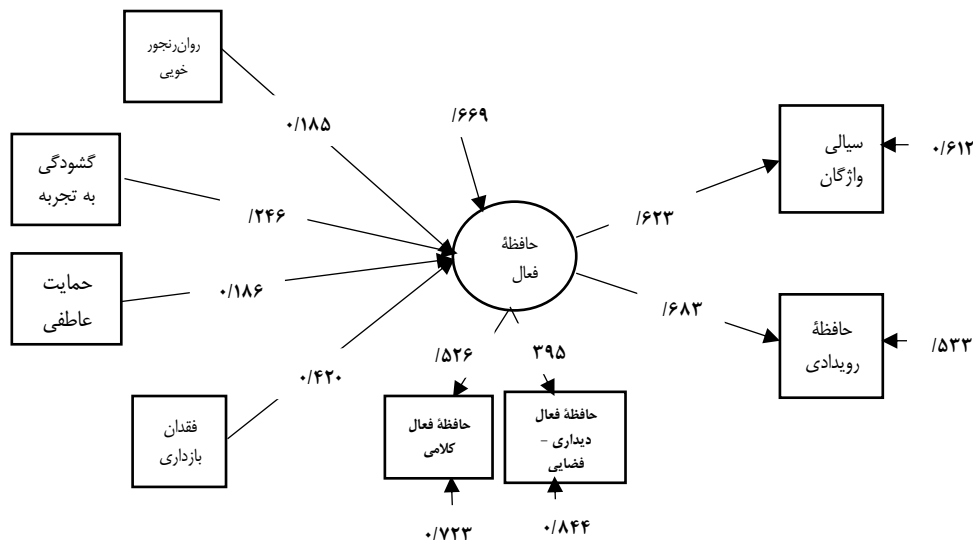 روان‌رنجور
خویی
۰/۱۸۵
/۶۶۹
گشودگی
به تجربه
/۲۴۶
سیالی
واژگان
۰/۶۱۲
/۶۲۳
حافظهٔ
فعال
حمایت
عاطفی
۰/۱۸۶
/۶۸۳
حافظهٔ
رویدادی
/۵۳۳
۰/۴۲۰
/۵۲۶
۳۹۵
فقدان
بازداری
حافظهٔ فعال
کلامی
حافظهٔ فعال
دیداری –
فضایی
۰/۷۲۳
۰/۸۴۴